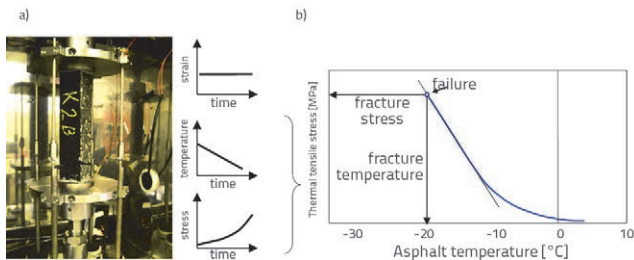 a)
K2B
strain
time
temperature
time
stress
time
b)
Thermal tensile stress [MPa]
failure
fracture
stress
fracture
temperature
-30
-20
-10
0
10
Asphalt temperature [°C]